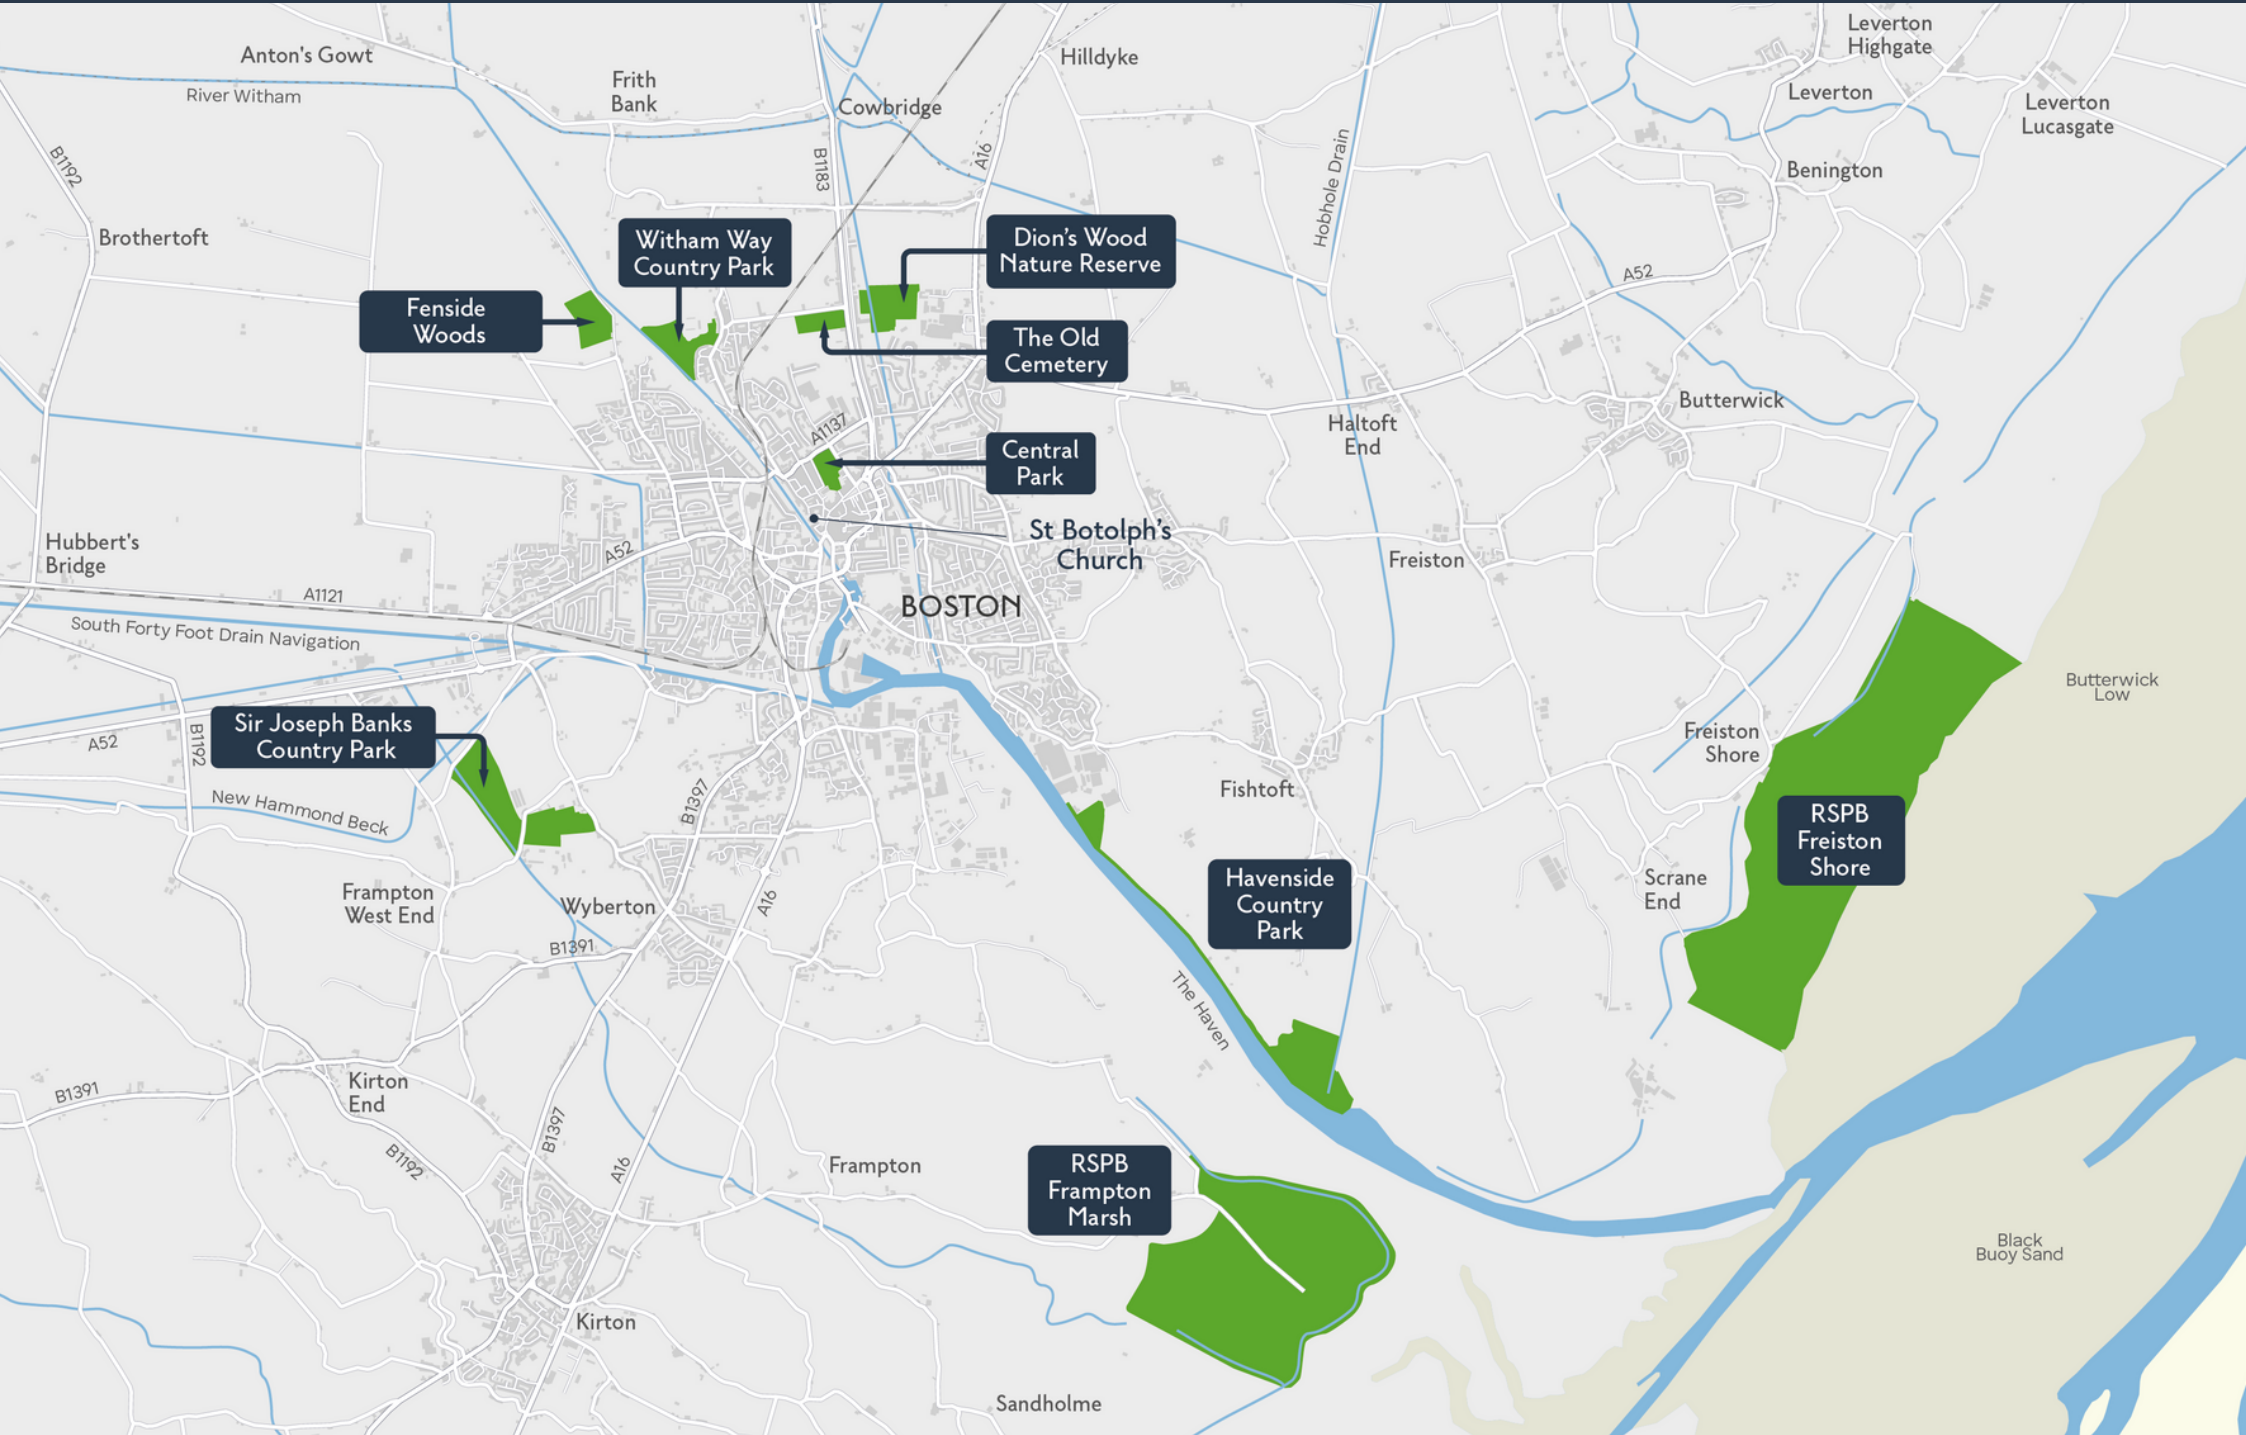 Leverton
Highgate
Anton's Gowt
Hilldyke
Frith
Bank
River Witham
Cowbridge
Leverton
Leverton
Lucasgate
B1192
B1183
A16
Hobhole Drain
Benington
Brothertoft
Witham Way
Country Park
Dion's Wood
Nature Reserve
A52
Fenside
Woods
The Old
Cemetery
Butterwick
A1137
Haltoft
End
Central
Park
St Botolph's
Church
Hubbert's
Bridge
A52
Freiston
A1121
BOSTON
South Forty Foot Drain Navigation
Butterwick
Low
Sir Joseph Banks
Country Park
A52
B1192
Freiston
Shore
Fishtoft
New Hammond Beck
B1397
RSPB
Freiston
Shore
Havenside
Country
Park
Scrane
End
Frampton
West End
Wyberton
A16
B1391
The Haven
Kirton
End
B1391
B1397
B1192
A16
Frampton
RSPB
Frampton
Marsh
Black
Buoy Sand
Kirton
Sandholme